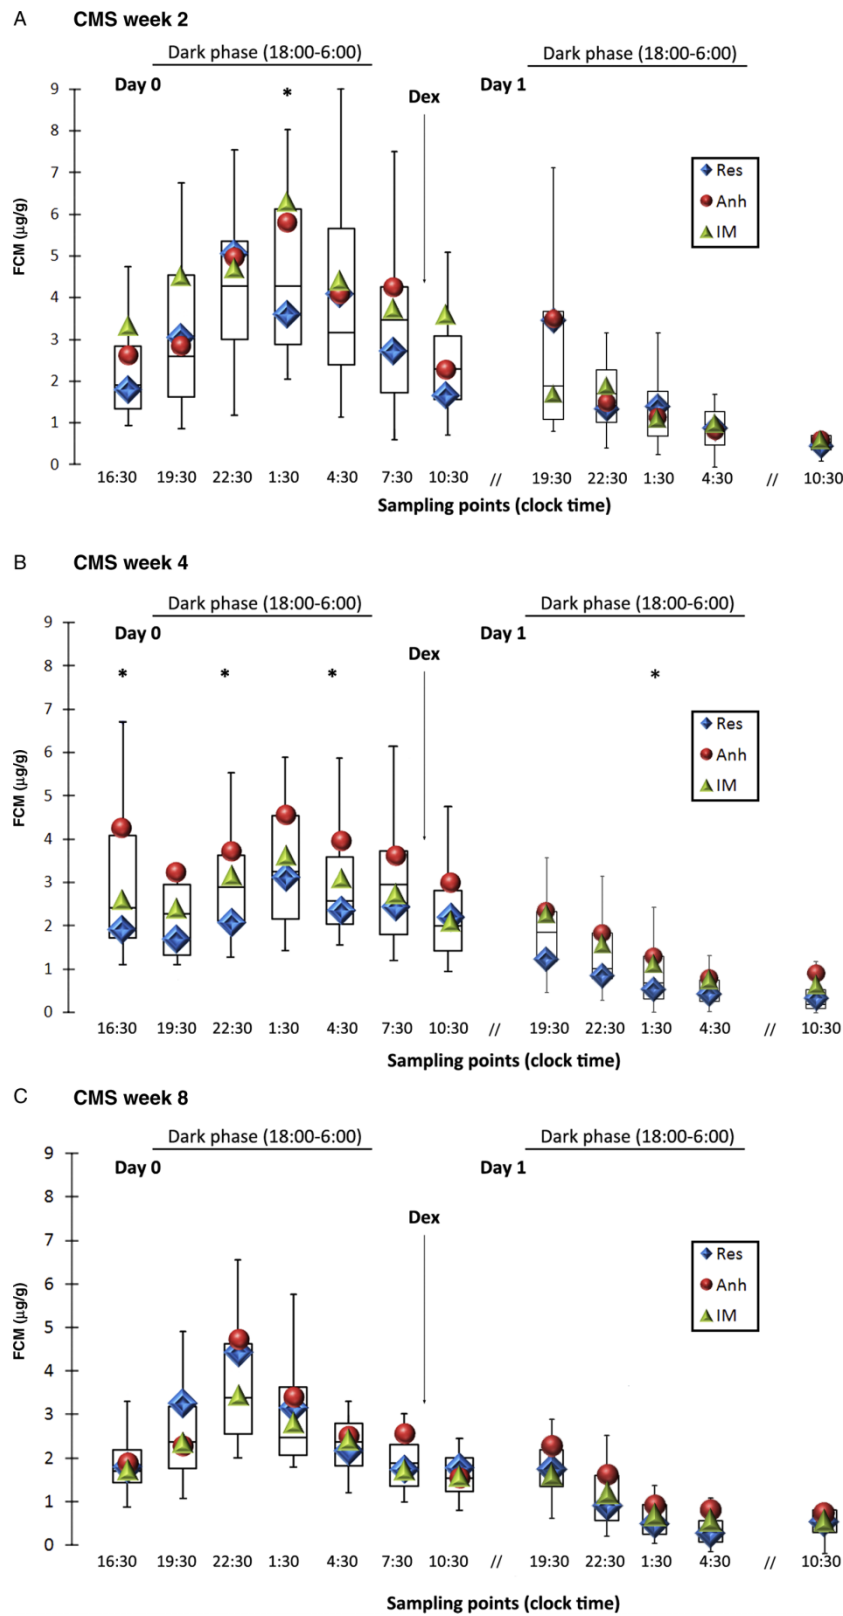 A CMS week 2
Dark phase (18:00-6:00) Dark phase (18:00-6:00)
Day 0 * Dex Day 1
9
8
7
6
5
4
3
2
1
0
FCM (µg/g)
Res
Anh
IM
16:30 19:30 22:30 1:30 4:30 7:30 10:30 // 19:30 22:30 1:30 4:30 // 10:30
Sampling points (clock time)
B CMS week 4
Dark phase (18:00-6:00) Dark phase (18:00-6:00)
Day 0 Dex Day 1
* * * *
9
8
7
6
5
4
3
2
1
0
FCM (µg/g)
Res
Anh
IM
16:30 19:30 22:30 1:30 4:30 7:30 10:30 // 19:30 22:30 1:30 4:30 // 10:30
Sampling points (clock time)
C CMS week 8
Dark phase (18:00-6:00) Dark phase (18:00-6:00)
Day 0 Dex Day 1
9
8
7
6
5
4
3
2
1
0
FCM (µg/g)
Res
Anh
IM
16:30 19:30 22:30 1:30 4:30 7:30 10:30 // 19:30 22:30 1:30 4:30 // 10:30
Sampling points (clock time)